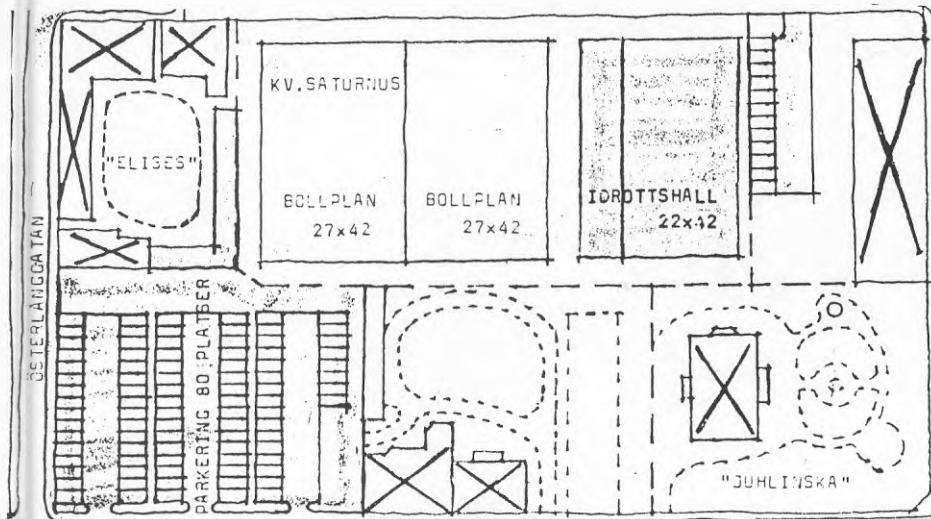 KV.SATURNUS
"ELISES"
BOLLPLAN
27x42
BOLLPLAN
27x42
IDROTTSHALL
22x42
ÖSTERLÅNGGATAN
PARKERING 80 PLATSER
"JUHLINSKA"